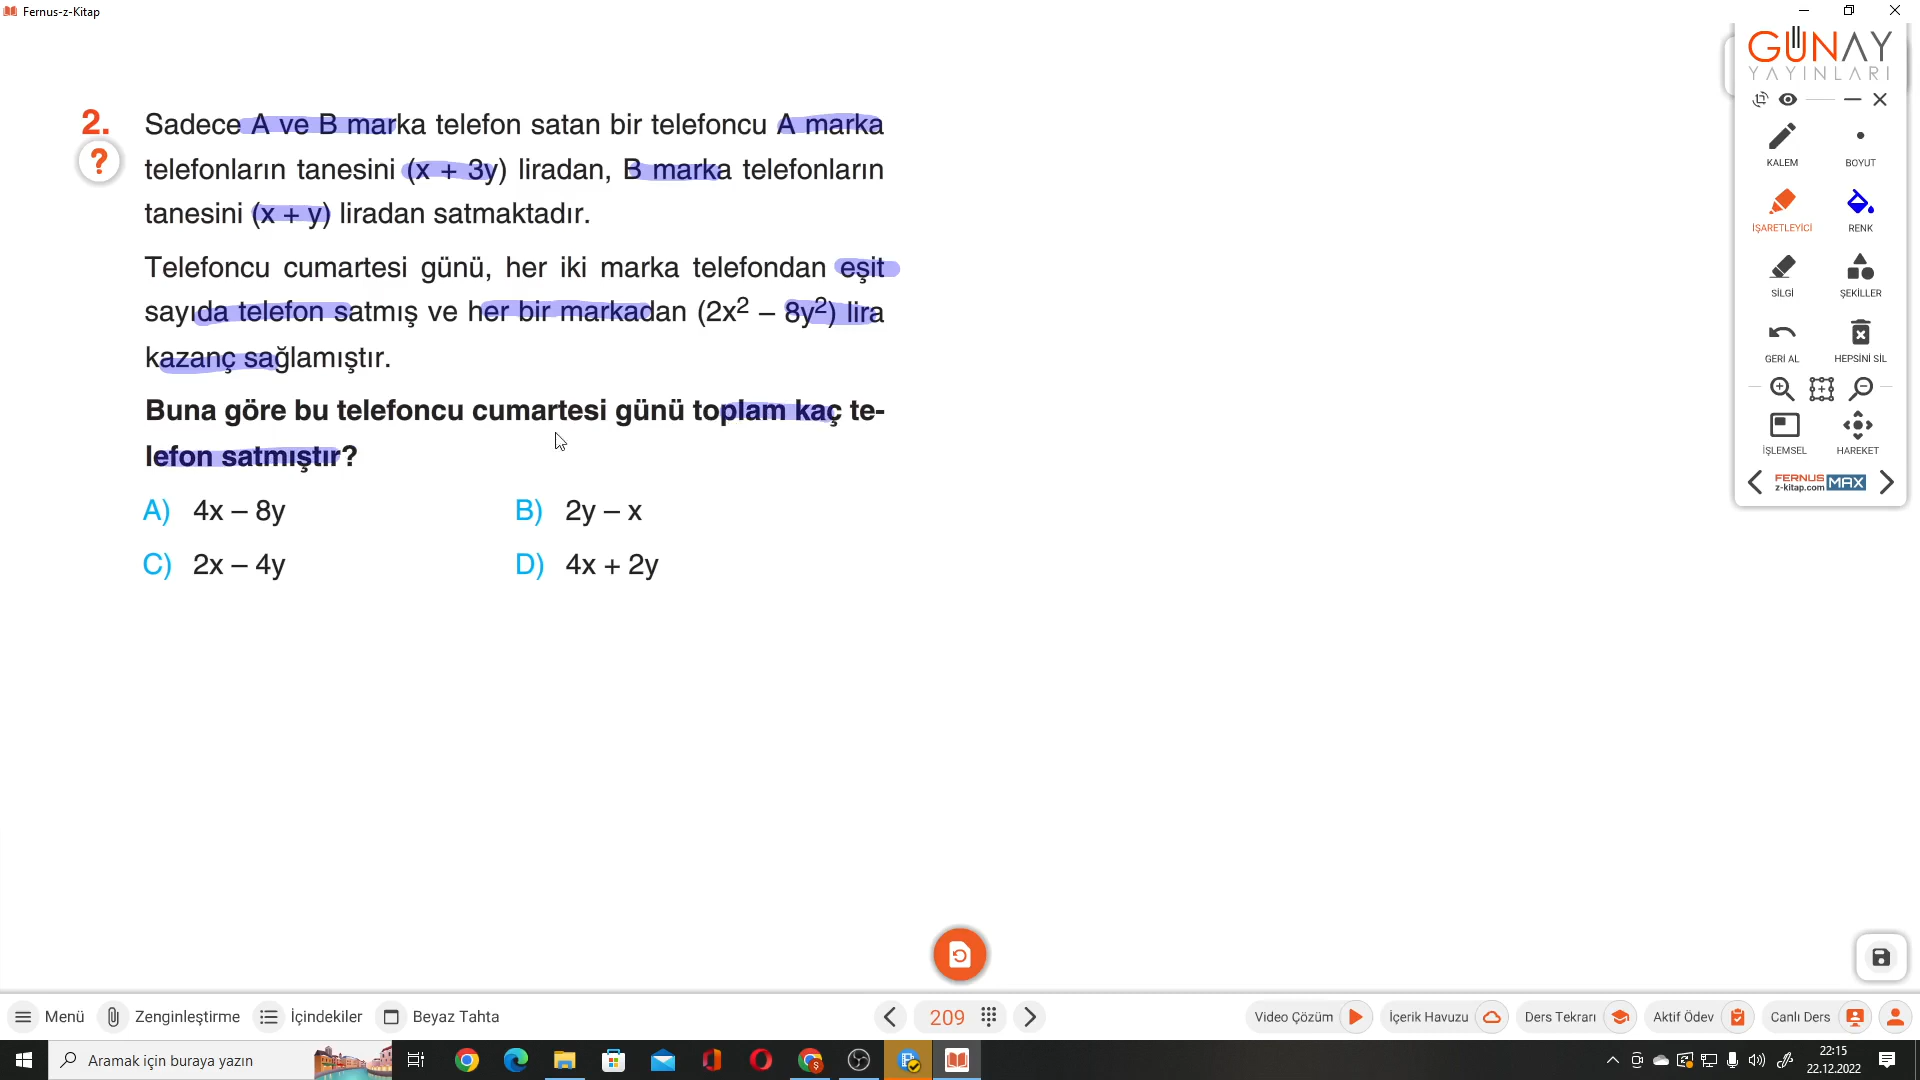 Fernus-z-Kitap
GÜNAY
YAYINLARI
2. Sadece A ve B marka telefon satan bir telefoncu A marka
? telefonların tanesini (x + 3y) liradan, B marka telefonların
tanesini (x + y) liradan satmaktadır.
Telefoncu cumartesi günü, her iki marka telefondan eşit
sayıda telefon satmış ve her bir markadan (2x² – 8y²) lira
kazanç sağlamıştır.
Buna göre bu telefoncu cumartesi günü toplam kaç te-
lefon satmıştır?
A) 4x – 8y B) 2y – x
C) 2x – 4y D) 4x + 2y
KALEM BOYUT
İŞARETLEYİCİ RENK
SİLGİ ŞEKİLLER
GERİ AL HEPSİNİ SİL
İŞLEMSEL HAREKET
FERNUS
z-kitap.com MAX
Menü Zenginleştirme İçindekiler Beyaz Tahta 209 Video Çözüm İçerik Havuzu Ders Tekrarı Aktif Ödev Canlı Ders
Aramak için buraya yazın
22:15
22.12.2022